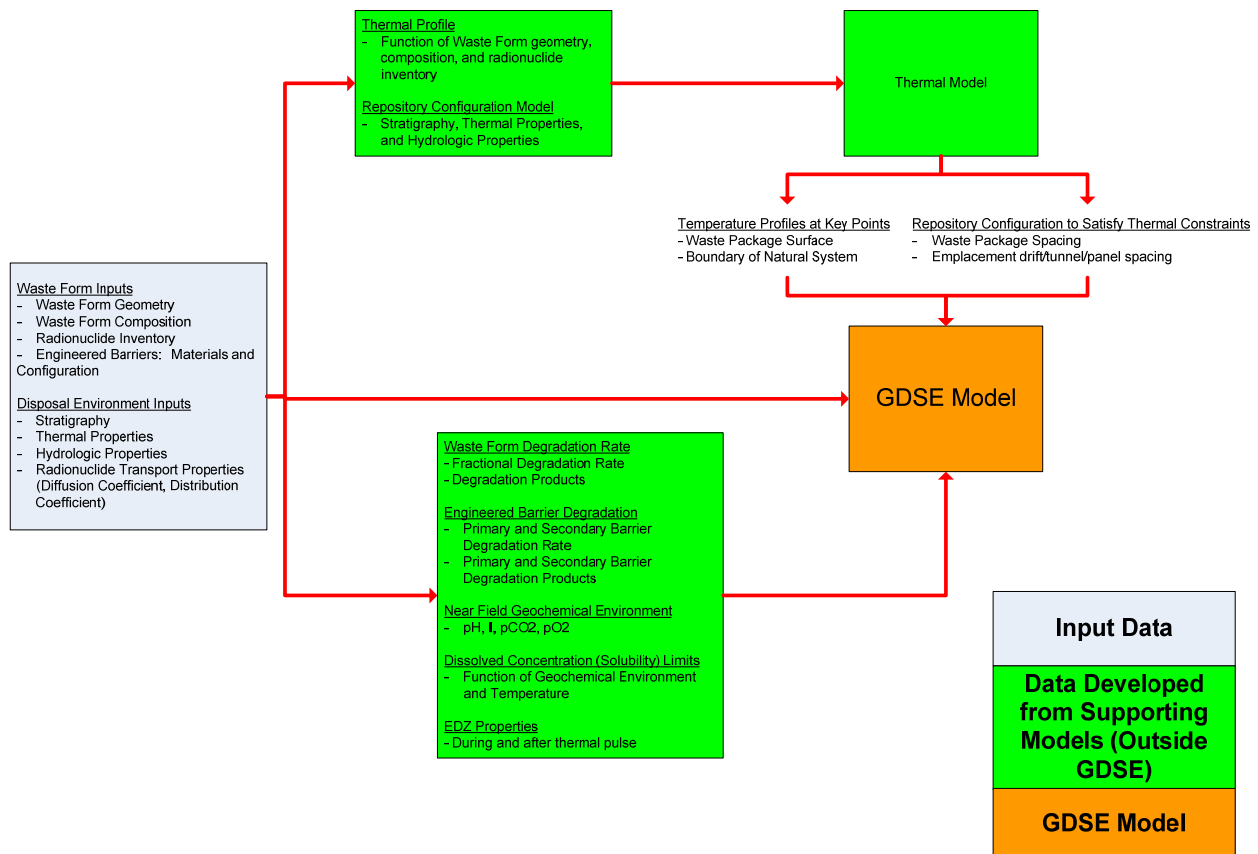 Thermal Profile
- Function of Waste Form geometry,
composition, and radionuclide
inventory
Repository Configuration Model
- Stratigraphy, Thermal Properties,
and Hydrologic Properties
Thermal Model
Temperature Profiles at Key Points
- Waste Package Surface
- Boundary of Natural System
Repository Configuration to Satisfy Thermal Constraints
- Waste Package Spacing
- Emplacement drift/tunnel/panel spacing
Waste Form Inputs
- Waste Form Geometry
- Waste Form Composition
- Radionuclide Inventory
- Engineered Barriers: Materials and
Configuration
Disposal Environment Inputs
- Stratigraphy
- Thermal Properties
- Hydrologic Properties
- Radionuclide Transport Properties
(Diffusion Coefficient, Distribution
Coefficient)
GDSE Model
Waste Form Degradation Rate
- Fractional Degradation Rate
- Degradation Products
Engineered Barrier Degradation
- Primary and Secondary Barrier
Degradation Rate
- Primary and Secondary Barrier
Degradation Products
Near Field Geochemical Environment
- pH, I, pCO2, pO2
Dissolved Concentration (Solubility) Limits
- Function of Geochemical Environment
and Temperature
EDZ Properties
- During and after thermal pulse
Input Data
Data Developed
from Supporting
Models (Outside
GDSE)
GDSE Model